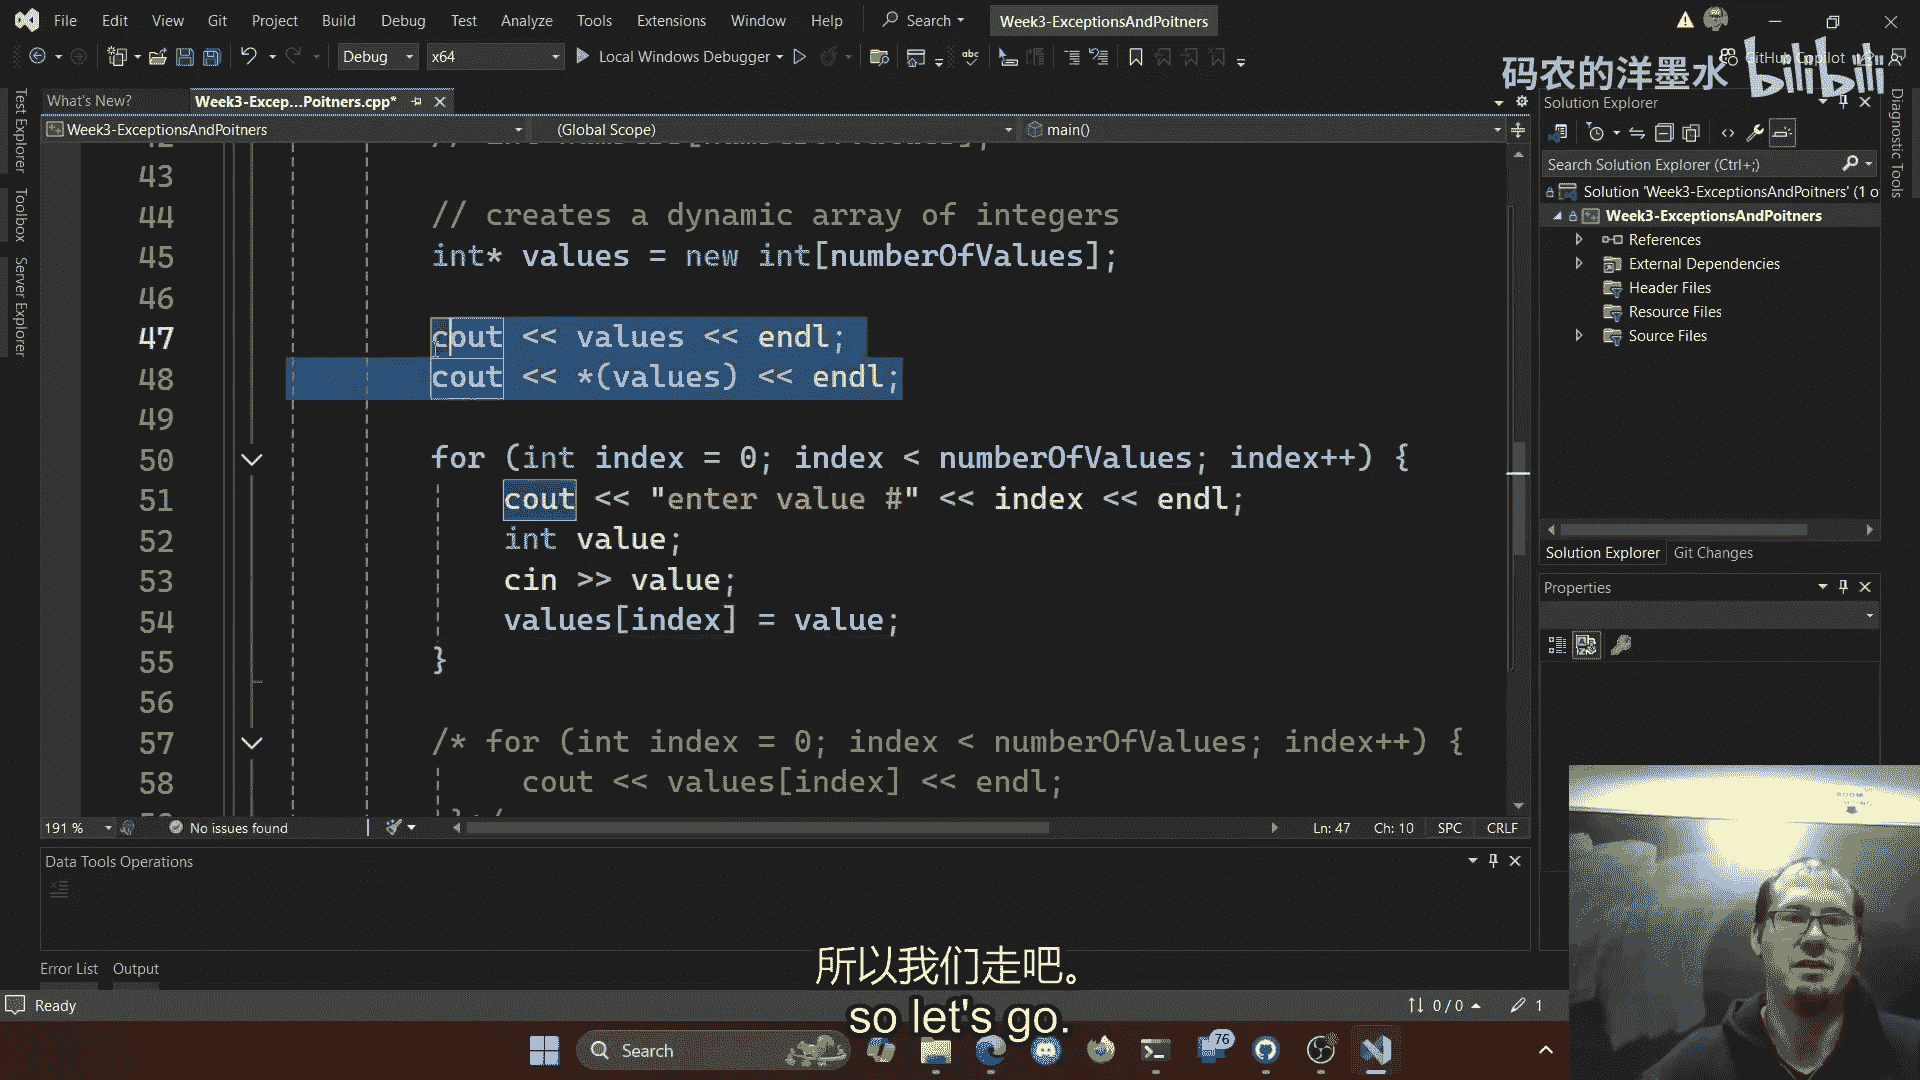 File Edit View Git Project Build Debug Test Analyze Tools Extensions Window Help Search Week3-ExceptionsAndPoitners
Debug x64 Local Windows Debugger
码农的洋墨水 bilibili
GitHub Copilot
What's New? Week3-Excep...Poitners.cpp*
Week3-ExceptionsAndPoitners (Global Scope) main()
Test Explorer
Toolbox
Server Explorer
43
44 // creates a dynamic array of integers
45 int* values = new int[numberOfValues];
46
47 cout << values << endl;
48 cout << *(values) << endl;
49
50 for (int index = 0; index < numberOfValues; index++) {
51 cout << "enter value #" << index << endl;
52 int value;
53 cin >> value;
54 values[index] = value;
55 }
56
57 /* for (int index = 0; index < numberOfValues; index++) {
58 cout << values[index] << endl;
191 % No issues found Ln: 47 Ch: 10 SPC CRLF
Data Tools Operations
Error List Output
Ready 0 / 0 1
Solution Explorer
Search Solution Explorer (Ctrl+;)
Solution 'Week3-ExceptionsAndPoitners' (1 o
Week3-ExceptionsAndPoitners
References
External Dependencies
Header Files
Resource Files
Source Files
Solution Explorer Git Changes
Properties
Diagnostic Tools
所以我们走吧。
so let's go.
Search
76